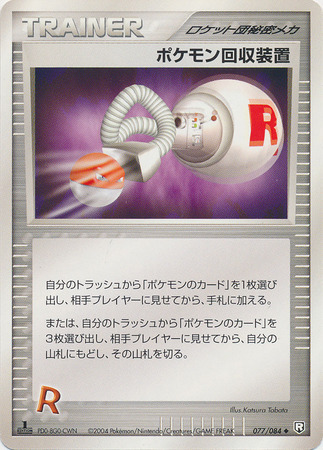 TRAINER
ロケット団秘密メカ
ポケモン回収装置
R
自分のトラッシュから「ポケモンのカード」を1枚選び
出し、相手プレイヤーに見せてから、手札に加える。
または、自分のトラッシュから「ポケモンのカード」を
3枚選び出し、相手プレイヤーに見せてから、自分の
山札にもどし、その山札を切る。
R
Illus.Katsura Tabata
1 PD0-8G0-CWN ©2004 Pokémon/Nintendo/Creatures/GAME FREAK 077/084 ◆ R